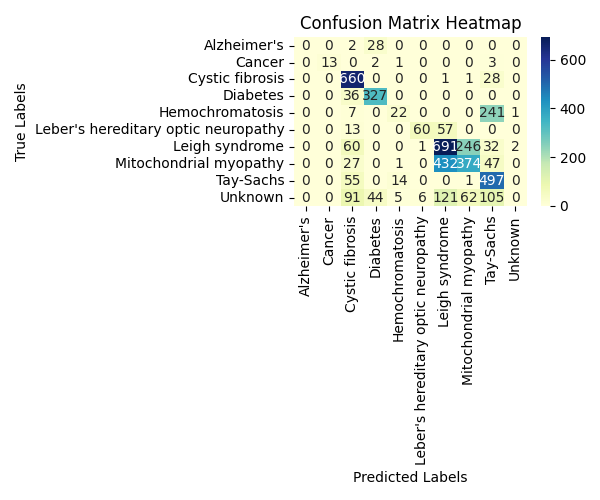 Confusion Matrix Heatmap
True Labels
Alzheimer's 0 0 2 28 0 0 0 0 0 0
Cancer 0 13 0 2 1 0 0 0 3 0
Cystic fibrosis 0 0 660 0 0 0 1 1 28 0
Diabetes 0 0 36 327 0 0 0 0 0 0
Hemochromatosis 0 0 7 0 22 0 0 0 241 1
Leber's hereditary optic neuropathy 0 0 13 0 0 60 57 0 0 0
Leigh syndrome 0 0 60 0 0 1 691 246 32 2
Mitochondrial myopathy 0 0 27 0 1 0 432 374 47 0
Tay-Sachs 0 0 55 0 14 0 0 1 497 0
Unknown 0 0 91 44 5 6 121 62 105 0
Alzheimer's
Cancer
Cystic fibrosis
Diabetes
Hemochromatosis
Leber's hereditary optic neuropathy
Leigh syndrome
Mitochondrial myopathy
Tay-Sachs
Unknown
Predicted Labels
600
400
200
0